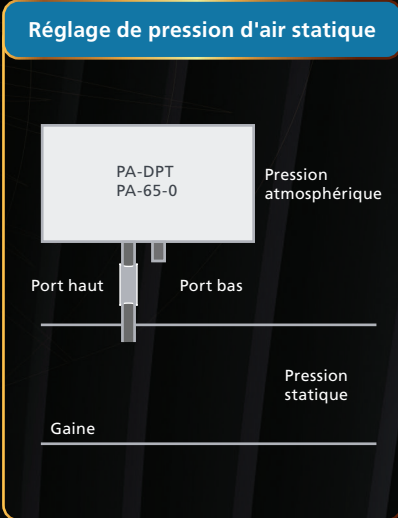 Réglage de pression d'air statique
PA-DPT
PA-65-0
Pression
atmosphérique
Port haut
Port bas
Pression
statique
Gaine